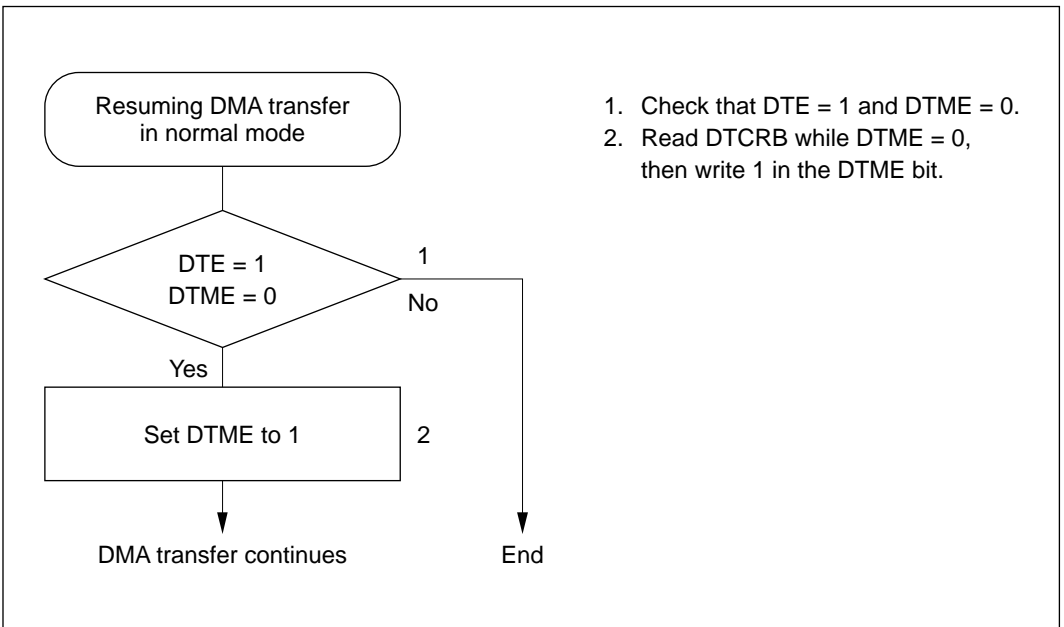 Resuming DMA transfer
in normal mode
DTE = 1
DTME = 0
1
No
Yes
Set DTME to 1
2
DMA transfer continues
End
1. Check that DTE = 1 and DTME = 0.
2. Read DTCRB while DTME = 0,
then write 1 in the DTME bit.